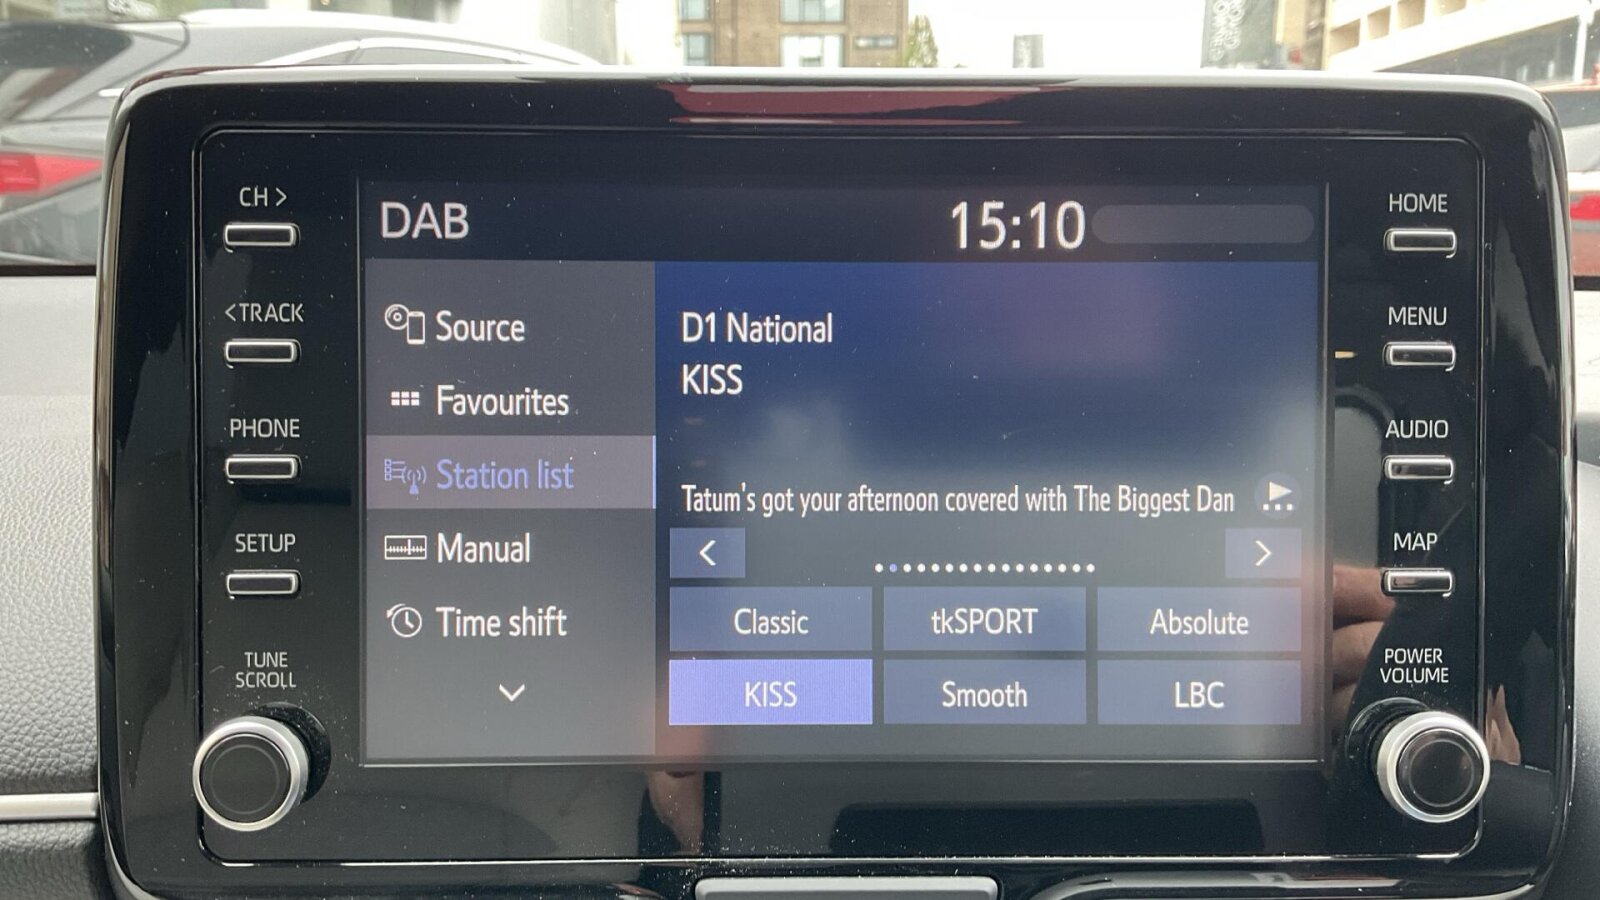 CH >
<TRACK
PHONE
SETUP
TUNE
SCROLL
DAB
15:10
Source
Favourites
Station list
Manual
Time shift
D1 National
KISS
Tatum's got your afternoon covered with The Biggest Dan
Classic
tkSPORT
Absolute
KISS
Smooth
LBC
HOME
MENU
AUDIO
MAP
POWER
VOLUME